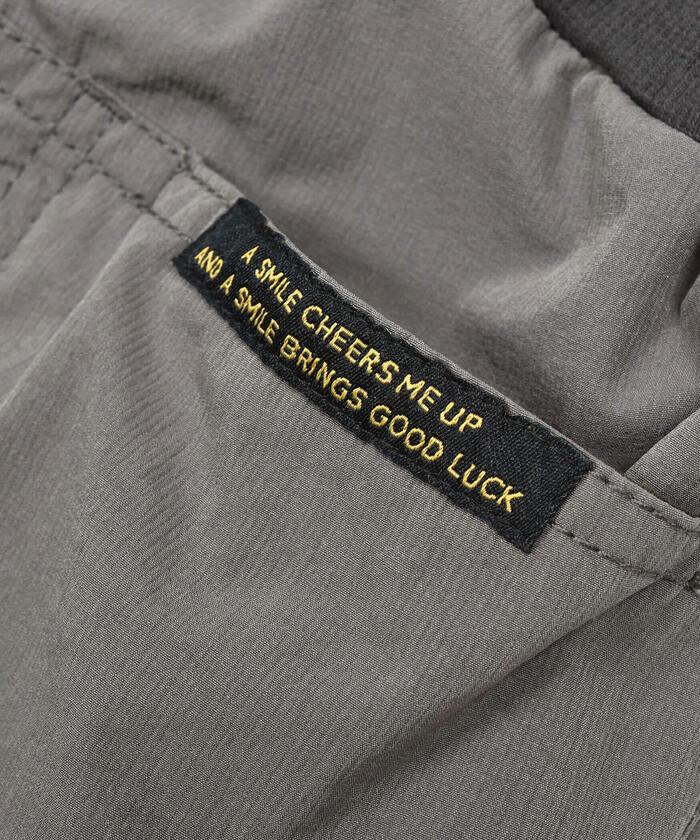 A SMILE CHEERS ME UP
AND A SMILE BRINGS GOOD LUCK